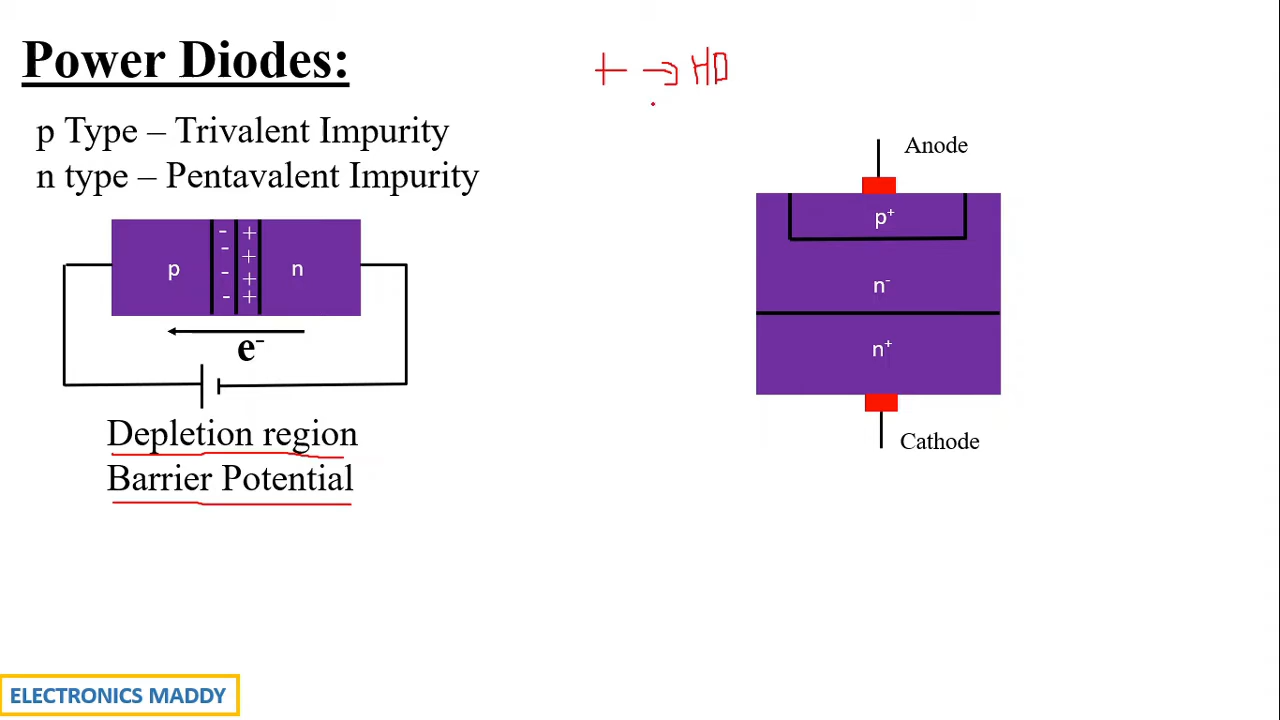 Power Diodes:
+ → HD
p Type – Trivalent Impurity
n type – Pentavalent Impurity
- - - -
+ + + +
p
n
e⁻
Depletion region
Barrier Potential
Anode
p⁺
n⁻
n⁺
Cathode
ELECTRONICS MADDY